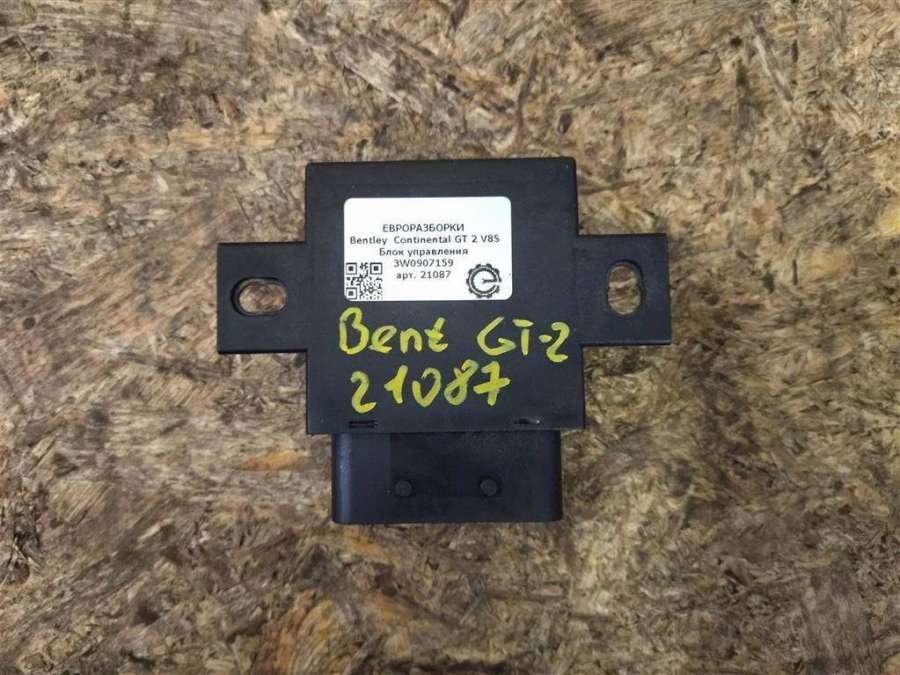 ЕВРОРАЗБОРКИ
Bentley Continental GT 2 V8S
Блок управления
3W0907159
арт. 21087
Bent GT-2
21087